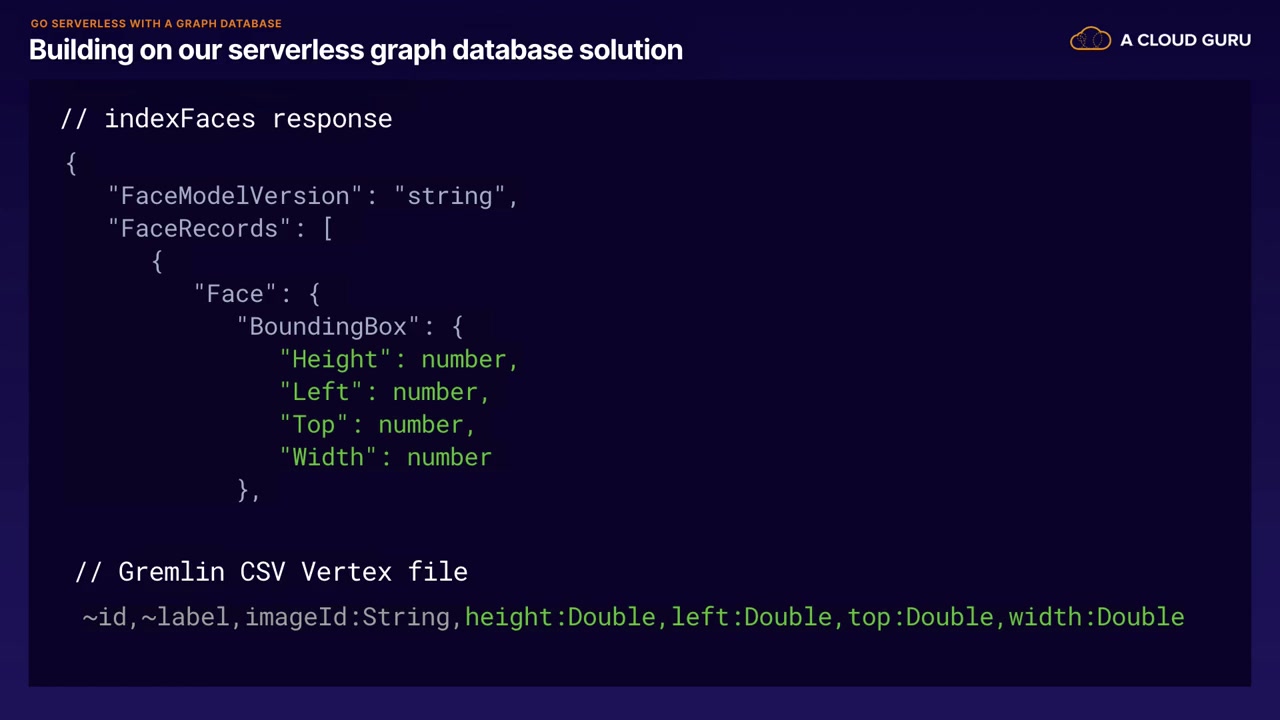 GO SERVERLESS WITH A GRAPH DATABASE
Building on our serverless graph database solution
A CLOUD GURU
// indexFaces response
{
"FaceModelVersion": "string",
"FaceRecords": [
{
"Face": {
"BoundingBox": {
"Height": number,
"Left": number,
"Top": number,
"Width": number
},
// Gremlin CSV Vertex file
~id,~label,imageId:String,height:Double,left:Double,top:Double,width:Double